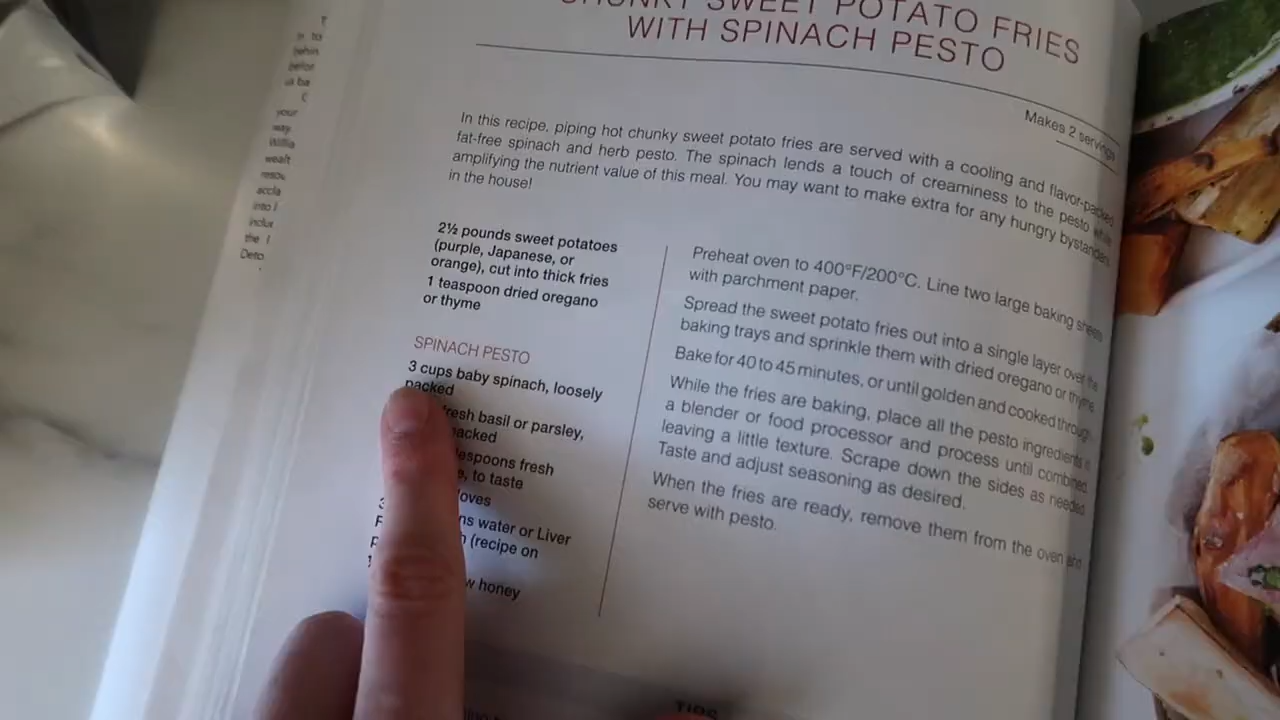 CHUNKY SWEET POTATO FRIES
WITH SPINACH PESTO
Makes 2 servings
In this recipe, piping hot chunky sweet potato fries are served with a cooling and flavor-packed
fat-free spinach and herb pesto. The spinach lends a touch of creaminess to the pesto while
amplifying the nutrient value of this meal. You may want to make extra for any hungry bystanders
in the house!
2½ pounds sweet potatoes
(purple, Japanese, or
orange), cut into thick fries
1 teaspoon dried oregano
or thyme
SPINACH PESTO
3 cups baby spinach, loosely
packed
fresh basil or parsley,
packed
to taste
water or Liver
(recipe on
honey
Preheat oven to 400°F/200°C. Line two large baking sheets
with parchment paper.
Spread the sweet potato fries out into a single layer over the
baking trays and sprinkle them with dried oregano or thyme.
Bake for 40 to 45 minutes, or until golden and cooked through.
While the fries are baking, place all the pesto ingredients in
a blender or food processor and process until combined,
leaving a little texture. Scrape down the sides as needed.
Taste and adjust seasoning as desired.
When the fries are ready, remove them from the oven and
serve with pesto.
TIPS
your
way.
into
the